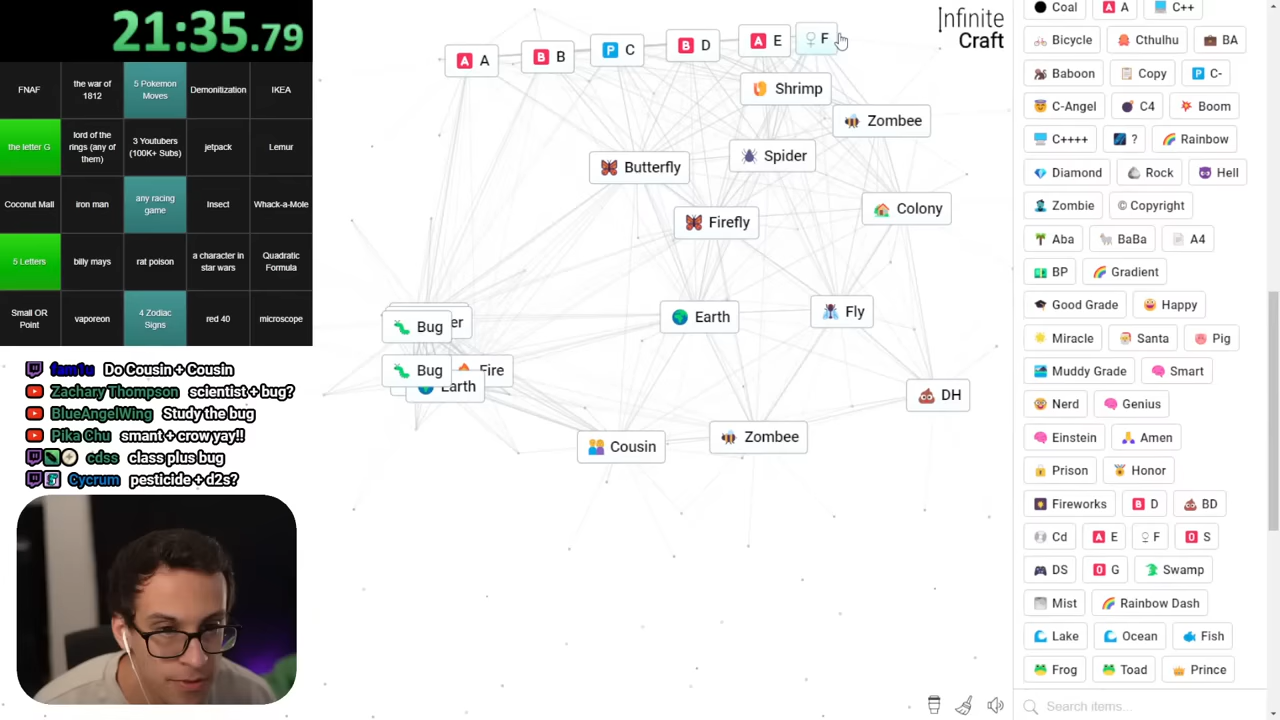 21:35.79
FNAF
the war of
1812
5 Pokemon
Moves
Demonitization
IKEA
the letter G
lord of the
rings (any of
them)
3 Youtubers
(100K+ Subs)
jetpack
Lemur
Coconut Mall
iron man
any racing
game
Insect
Whack-a-Mole
5 Letters
billy mays
rat poison
a character in
star wars
Quadratic
Formula
Small OR
Point
vaporeon
4 Zodiac
Signs
red 40
microscope
fam1u Do Cousin + Cousin
Zachary Thompson scientist + bug?
BlueAngelWing Study the bug
Pika Chu smant + crow yay!!
cdss class plus bug
Cycrum pesticide + d2s?
Infinite
Craft
A A
B B
P C
B D
A E
F
Shrimp
Zombee
Butterfly
Spider
Firefly
Colony
Earth
Fly
Bug
er
Bug
Fire
Earth
DH
Cousin
Zombee
Coal
A A
C++
Bicycle
Cthulhu
BA
Baboon
Copy
P C-
C-Angel
C4
Boom
C++++
?
Rainbow
Diamond
Rock
Hell
Zombie
© Copyright
Aba
BaBa
A4
BP
Gradient
Good Grade
Happy
Miracle
Santa
Pig
Muddy Grade
Smart
Nerd
Genius
Einstein
Amen
Prison
Honor
Fireworks
B D
BD
Cd
A E
F
O S
DS
O G
Swamp
Mist
Rainbow Dash
Lake
Ocean
Fish
Frog
Toad
Prince
Search items...